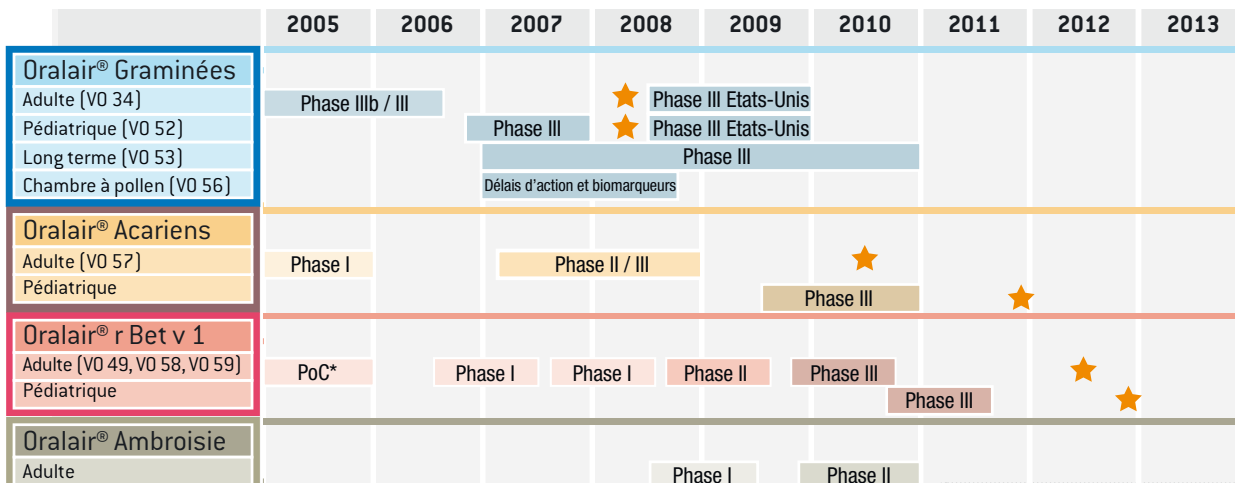 2005 2006 2007 2008 2009 2010 2011 2012 2013
Oralair® Graminées
Adulte (VO 34) Phase IIIb / III Phase III Etats-Unis
Pédiatrique (VO 52) Phase III Phase III Etats-Unis
Long terme (VO 53) Phase III
Chambre à pollen (VO 56) Délais d'action et biomarqueurs
Oralair® Acariens
Adulte (VO 57) Phase I Phase II / III
Pédiatrique Phase III
Oralair® r Bet v 1
Adulte (VO 49, VO 58, VO 59) PoC* Phase I Phase I Phase II Phase III
Pédiatrique Phase III
Oralair® Ambroisie
Adulte Phase I Phase II